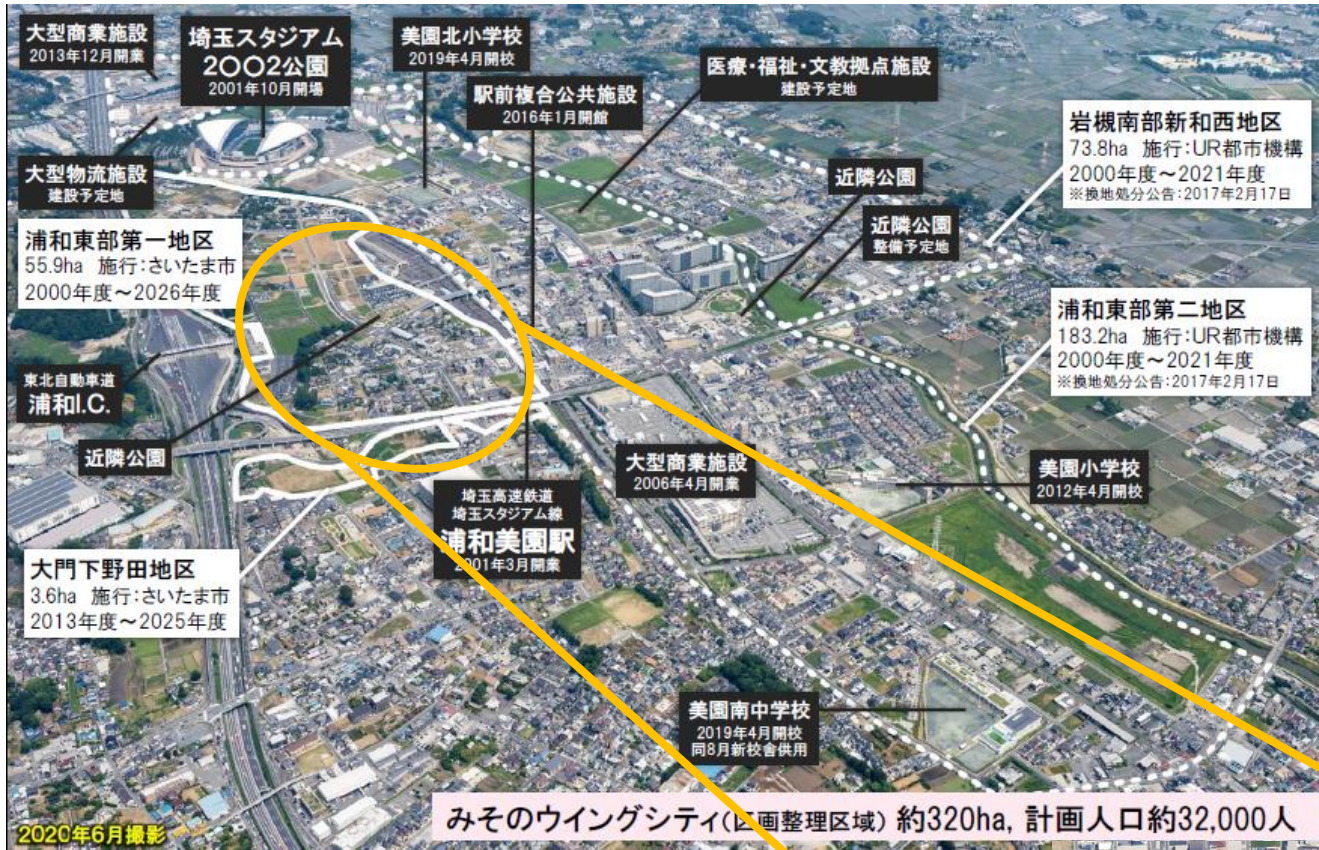 大型商業施設
2013年12月開業
埼玉スタジアム
2〇〇2公園
2001年10月開場
美園北小学校
2019年4月開校
駅前複合公共施設
2016年1月開館
医療・福祉・文教拠点施設
建設予定地
岩槻南部新和西地区
73.8ha 施行:UR都市機構
2000年度～2021年度
※換地処分公告:2017年2月17日
大型物流施設
建設予定地
近隣公園
近隣公園
整備予定地
浦和東部第一地区
55.9ha 施行:さいたま市
2000年度～2026年度
浦和東部第二地区
183.2ha 施行:UR都市機構
2000年度～2021年度
※換地処分公告:2017年2月17日
東北自動車道
浦和I.C.
近隣公園
大型商業施設
2006年4月開業
美園小学校
2012年4月開校
埼玉高速鉄道
埼玉スタジアム線
浦和美園駅
2001年3月開業
大門下野田地区
3.6ha 施行:さいたま市
2013年度～2025年度
美園南中学校
2019年4月開校
同8月新校舎供用
みそのウイングシティ(区画整理区域) 約320ha, 計画人口約32,000人
2020年6月撮影